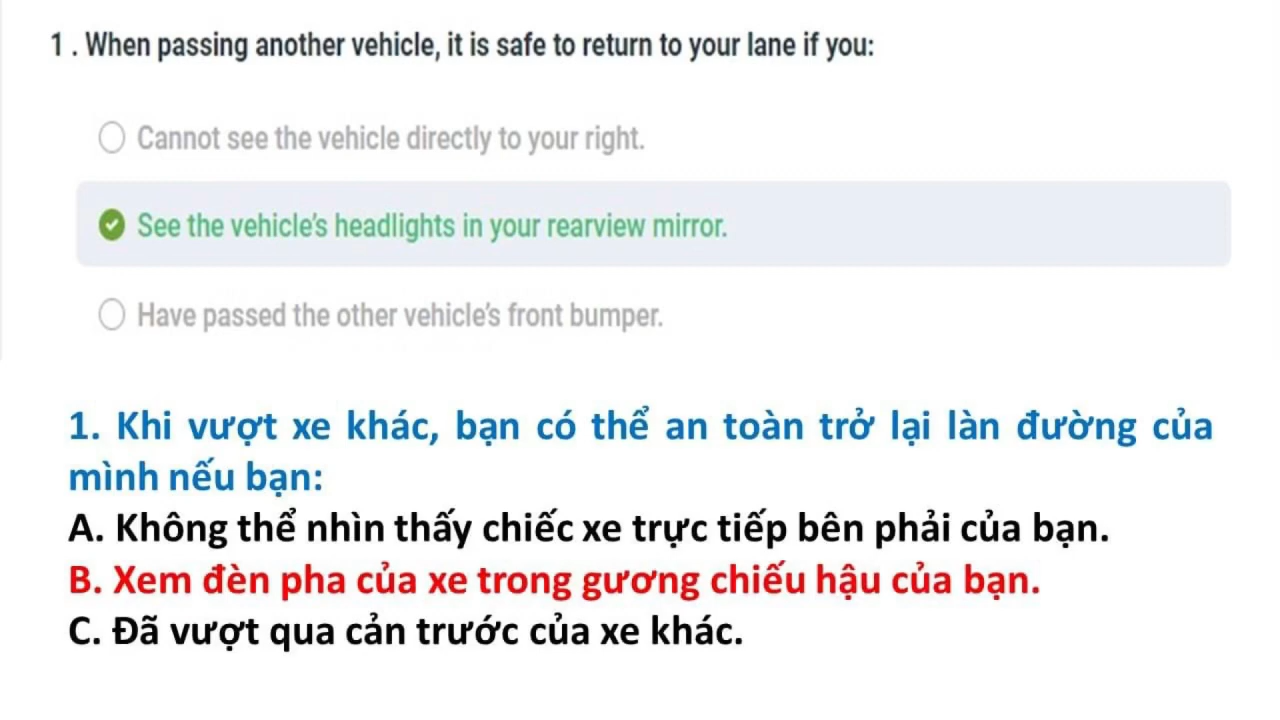 1 . When passing another vehicle, it is safe to return to your lane if you:
Cannot see the vehicle directly to your right.
See the vehicle’s headlights in your rearview mirror.
Have passed the other vehicle’s front bumper.
1. Khi vượt xe khác, bạn có thể an toàn trở lại làn đường của
mình nếu bạn:
A. Không thể nhìn thấy chiếc xe trực tiếp bên phải của bạn.
B. Xem đèn pha của xe trong gương chiếu hậu của bạn.
C. Đã vượt qua cản trước của xe khác.